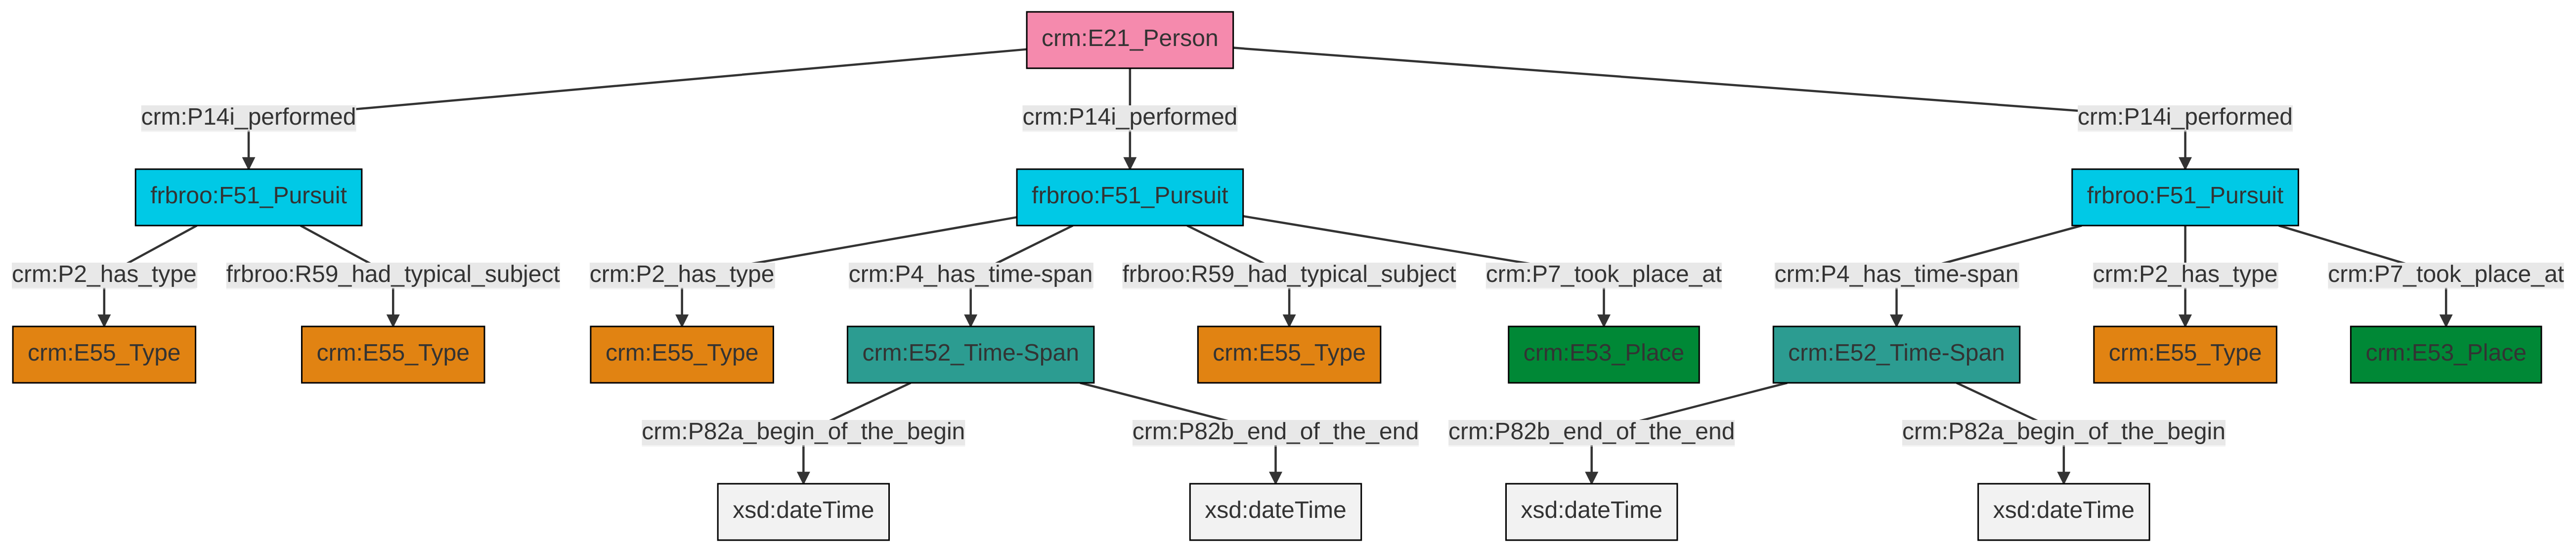 crm:E21_Person
crm:P14i_performed crm:P14i_performed crm:P14i_performed
frbroo:F51_Pursuit frbroo:F51_Pursuit frbroo:F51_Pursuit
crm:P2_has_type frbroo:R59_had_typical_subject crm:P2_has_type crm:P4_has_time-span frbroo:R59_had_typical_subject crm:P7_took_place_at crm:P4_has_time-span crm:P2_has_type crm:P7_took_place_at
crm:E55_Type crm:E55_Type crm:E55_Type crm:E52_Time-Span crm:E55_Type crm:E53_Place crm:E52_Time-Span crm:E55_Type crm:E53_Place
crm:P82a_begin_of_the_begin crm:P82b_end_of_the_end crm:P82b_end_of_the_end crm:P82a_begin_of_the_begin
xsd:dateTime xsd:dateTime xsd:dateTime xsd:dateTime